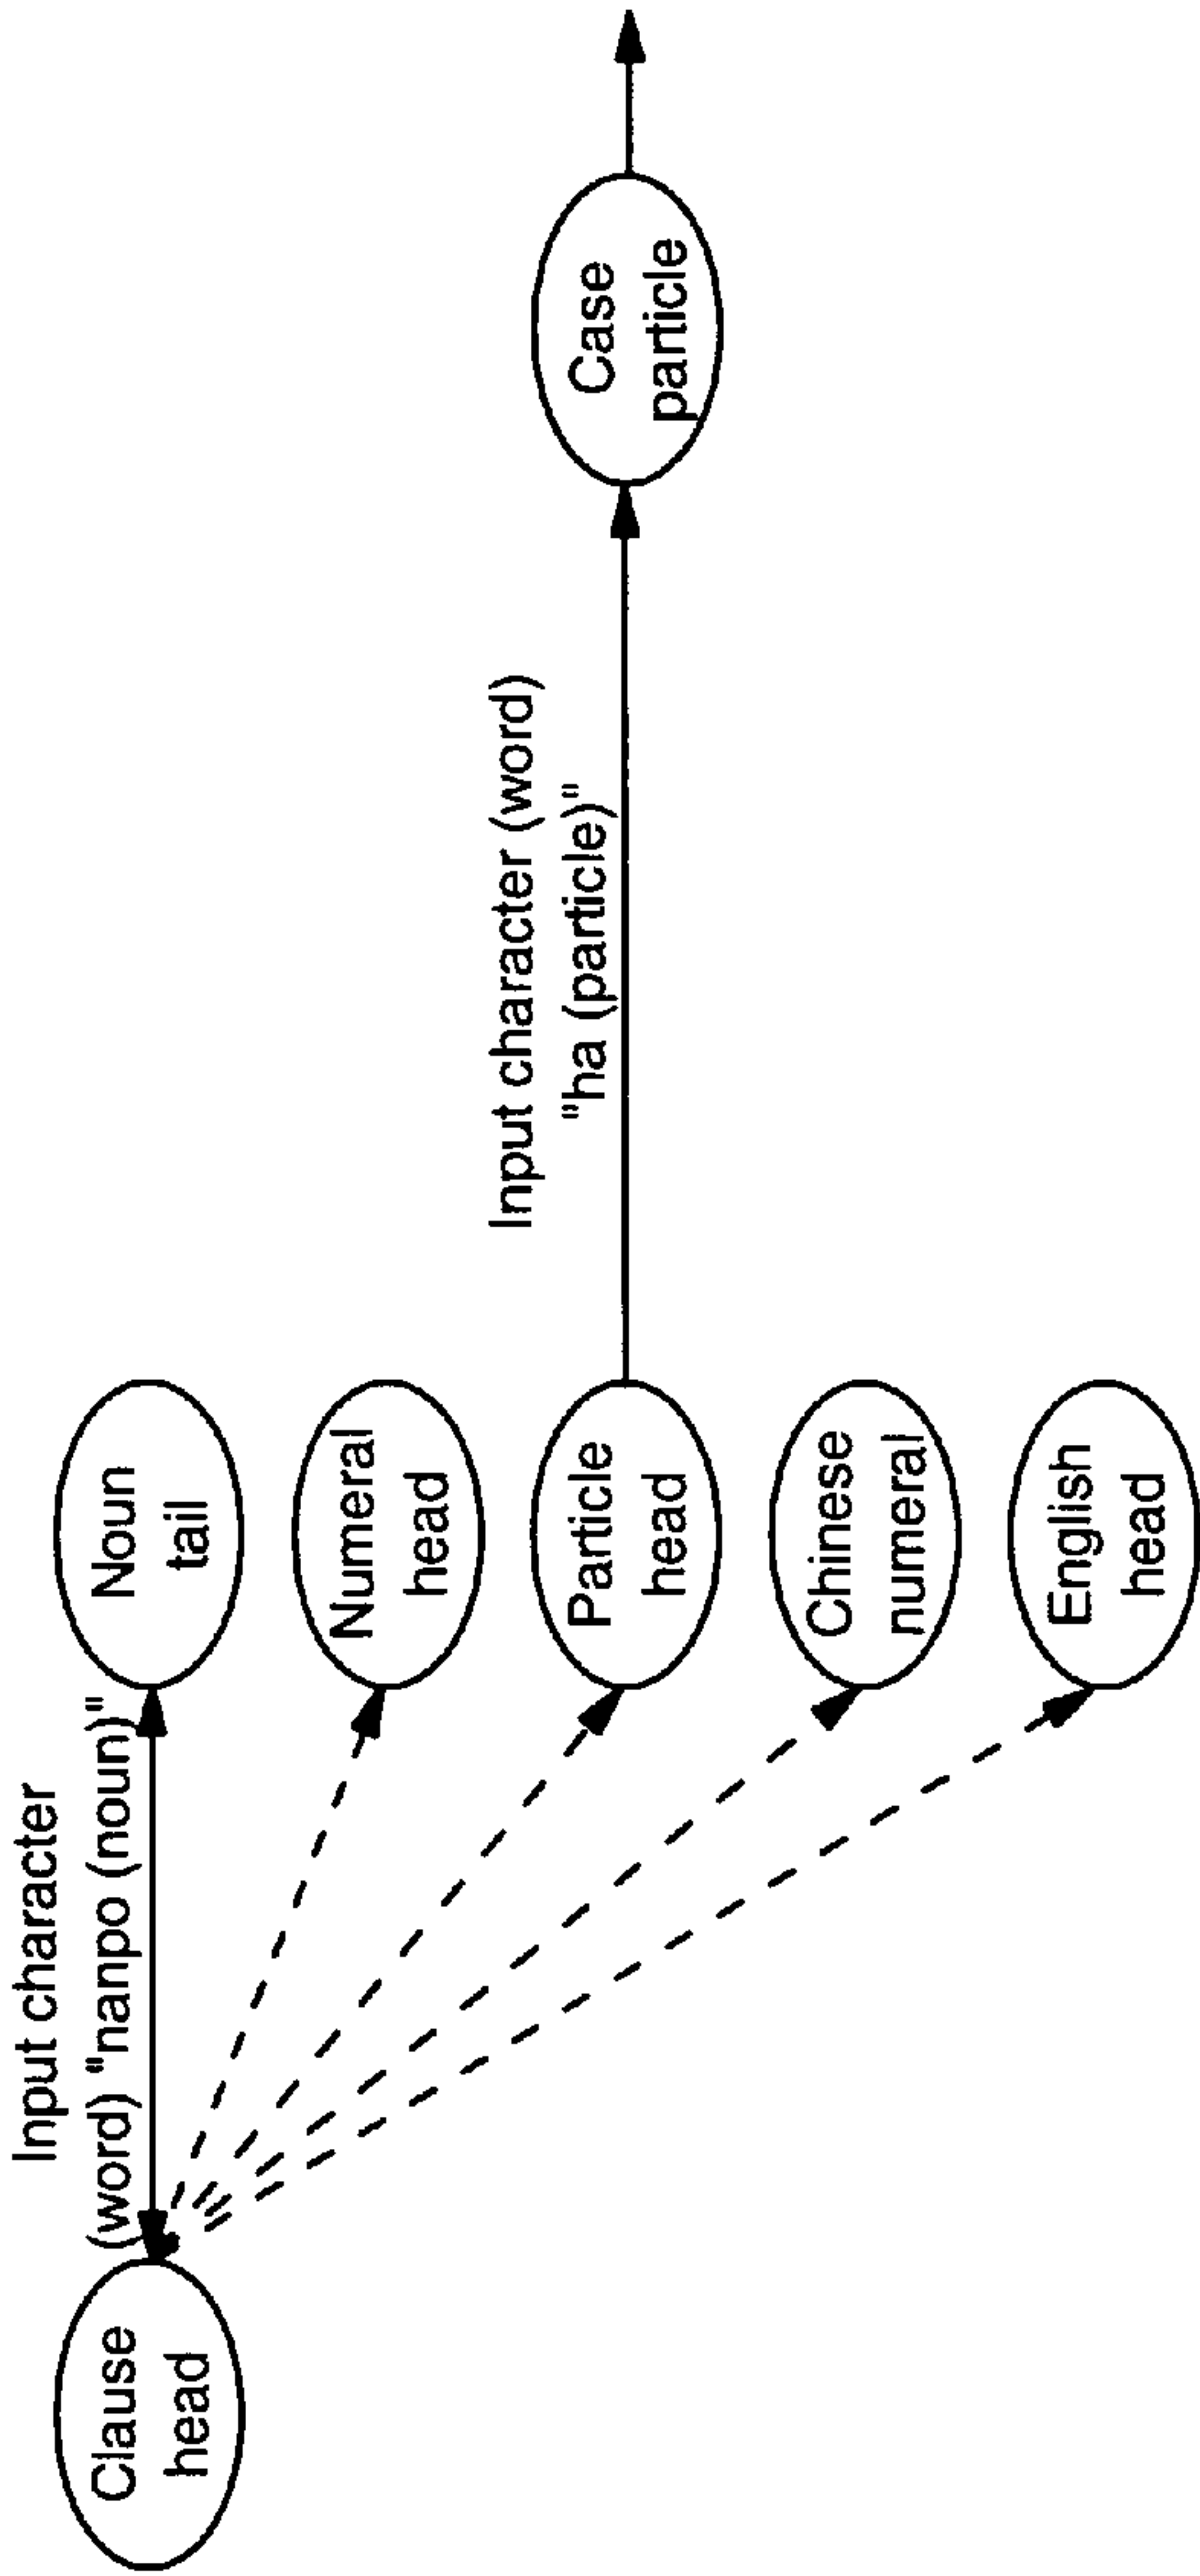 Input character
(word) "nanpo (noun)"
Clause
head
Noun
tail
Numeral
head
Particle
head
Chinese
numeral
English
head
Input character (word)
"ha (particle)"
Case
particle